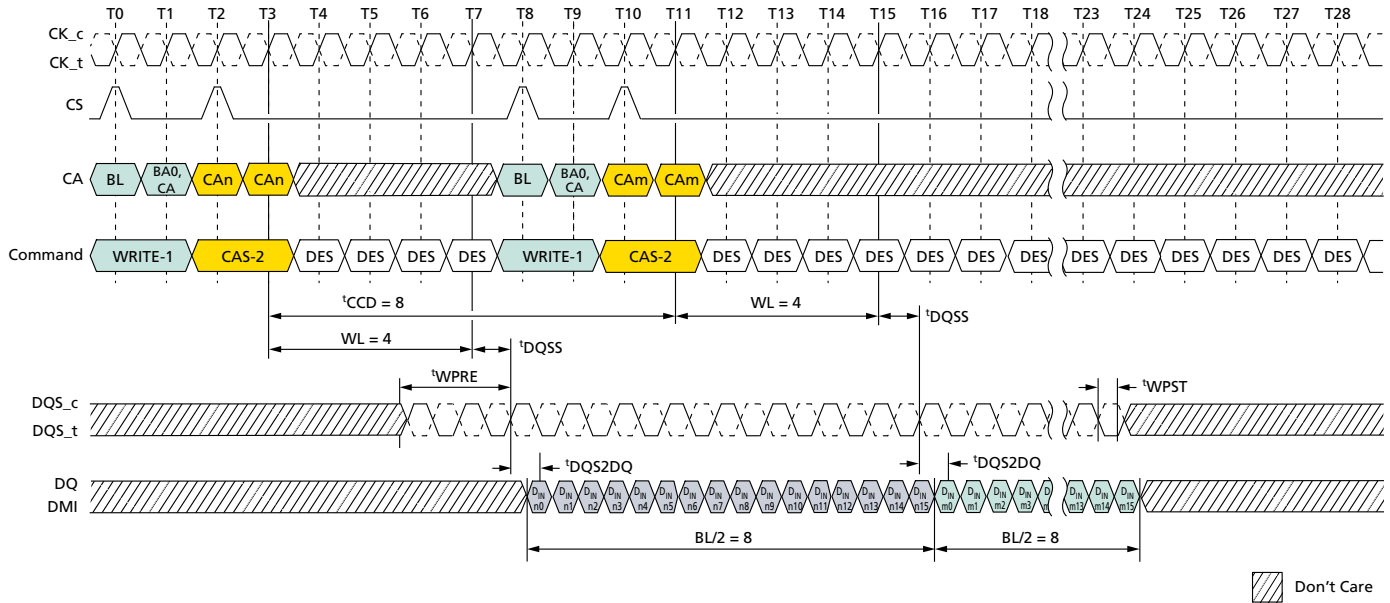 T0 T1 T2 T3 T4 T5 T6 T7 T8 T9 T10 T11 T12 T13 T14 T15 T16 T17 T18 T23 T24 T25 T26 T27 T28
CK_c
CK_t
CS
CA BL BA0, CA CAn CAn BL BA0, CA CAm CAm
Command WRITE-1 CAS-2 DES DES DES DES WRITE-1 CAS-2 DES DES DES DES DES DES DES DES DES DES DES DES DES
tCCD = 8 WL = 4 tDQSS
WL = 4 tDQSS
tWPRE tWPST
DQS_c
DQS_t
tDQS2DQ tDQS2DQ
DQ
DMI
DIN n0 DIN n1 DIN n2 DIN n3 DIN n4 DIN n5 DIN n6 DIN n7 DIN n8 DIN n9 DIN n10 DIN n11 DIN n12 DIN n13 DIN n14 DIN n15 DIN m0 DIN m1 DIN m2 DIN m3 DIN m13 DIN m14 DIN m15
BL/2 = 8 BL/2 = 8
Don't Care